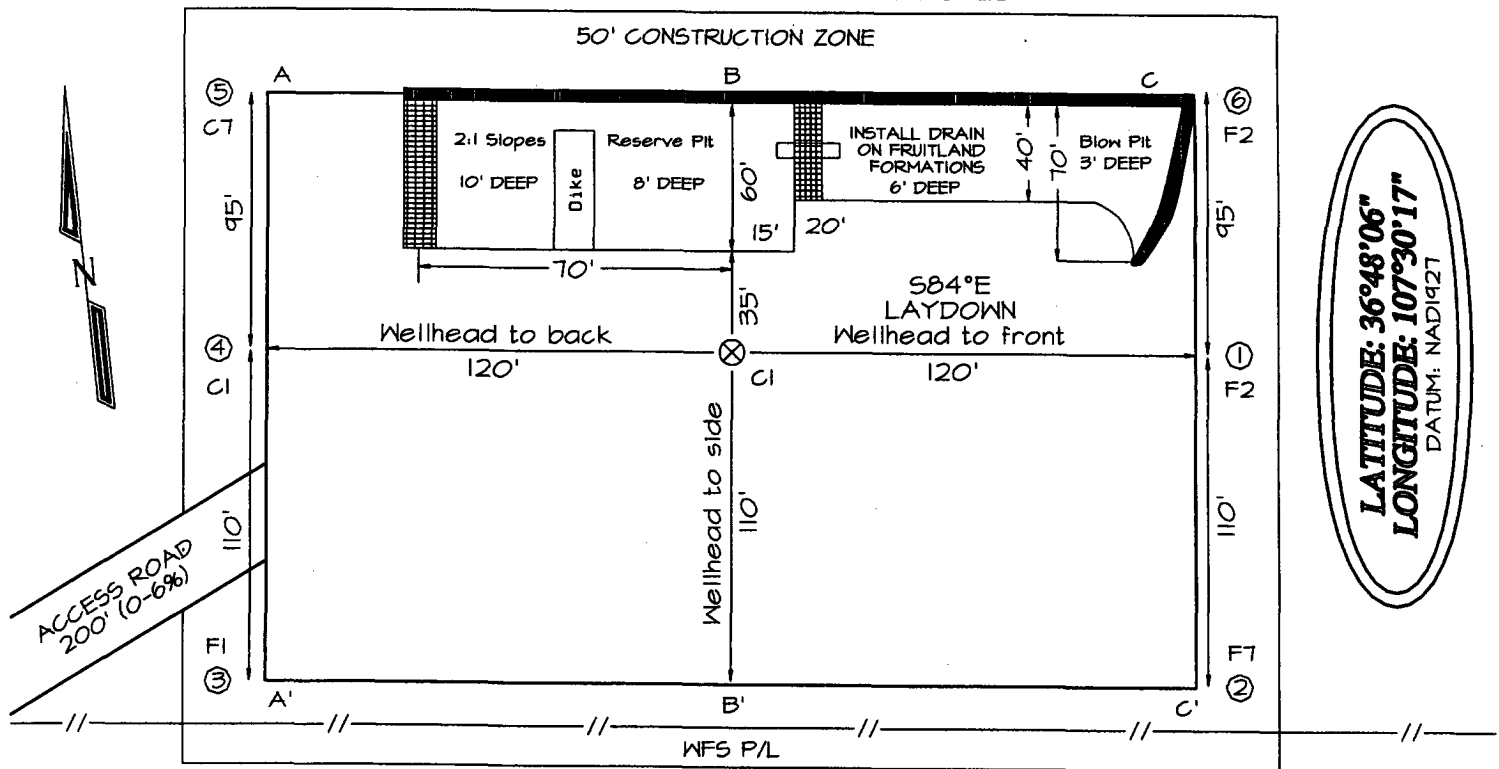 50' CONSTRUCTION ZONE
A
B
C
5
6
C7
F2
2:1 Slopes
Reserve Pit
INSTALL DRAIN
ON FRUITLAND
FORMATIONS
6' DEEP
Blow Pit
3' DEEP
10' DEEP
8' DEEP
Dike
60'
40'
70'
95'
95'
15'
20'
70'
35'
S84°E
LAYDOWN
N
Wellhead to back
Wellhead to front
4
1
120'
120'
C1
C1
F2
Wellhead to side
110'
110'
110'
ACCESS ROAD
200' (0-6%)
F1
F7
3
2
A'
B'
C'
WFS P/L
LATITUDE: 36°48'06"
LONGITUDE: 107°30'17"
DATUM: NAD1927